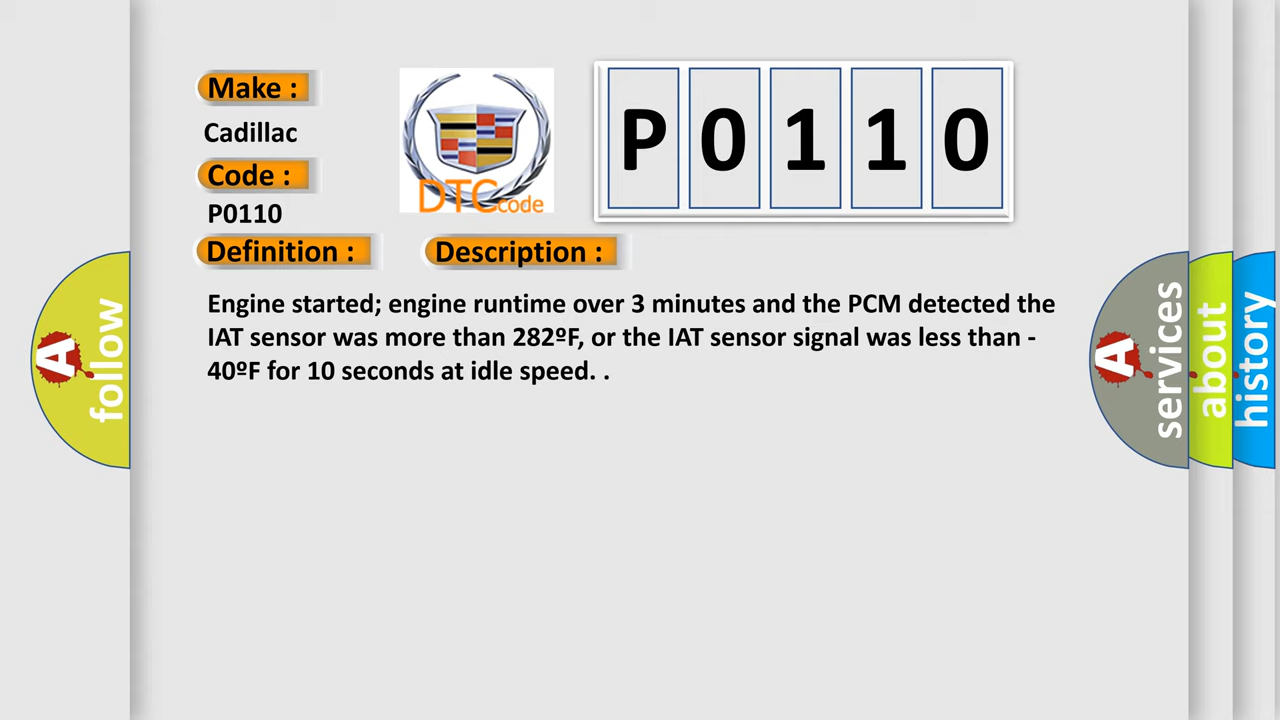 Make :
Cadillac
Code :
P0110
Definition :
Description :
Engine started; engine runtime over 3 minutes and the PCM detected the
IAT sensor was more than 282ºF, or the IAT sensor signal was less than -
40ºF for 10 seconds at idle speed. .
DTCcode
P0110
A follow
A services
about
history